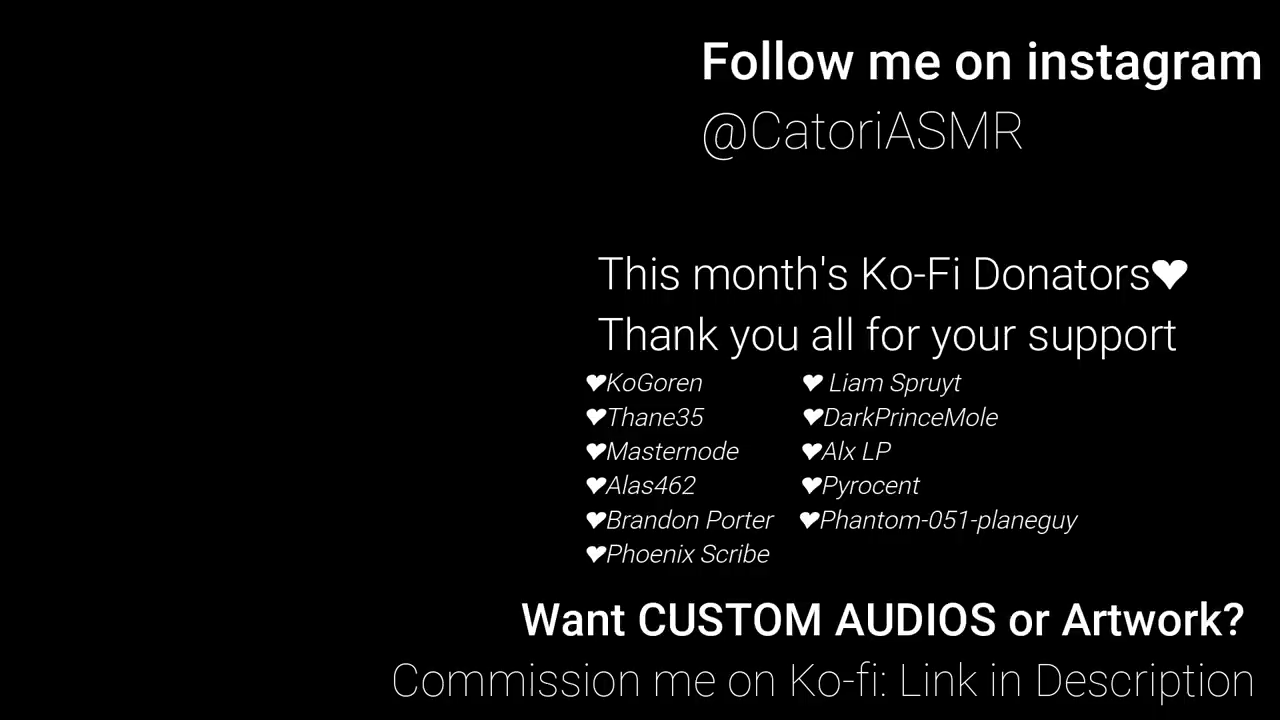 Follow me on instagram
@CatoriASMR
This month's Ko-Fi Donators❤
Thank you all for your support
❤KoGoren
❤Thane35
❤Masternode
❤Alas462
❤Brandon Porter
❤Phoenix Scribe
❤ Liam Spruyt
❤DarkPrinceMole
❤Alx LP
❤Pyrocent
❤Phantom-051-planeguy
Want CUSTOM AUDIOS or Artwork?
Commission me on Ko-fi: Link in Description